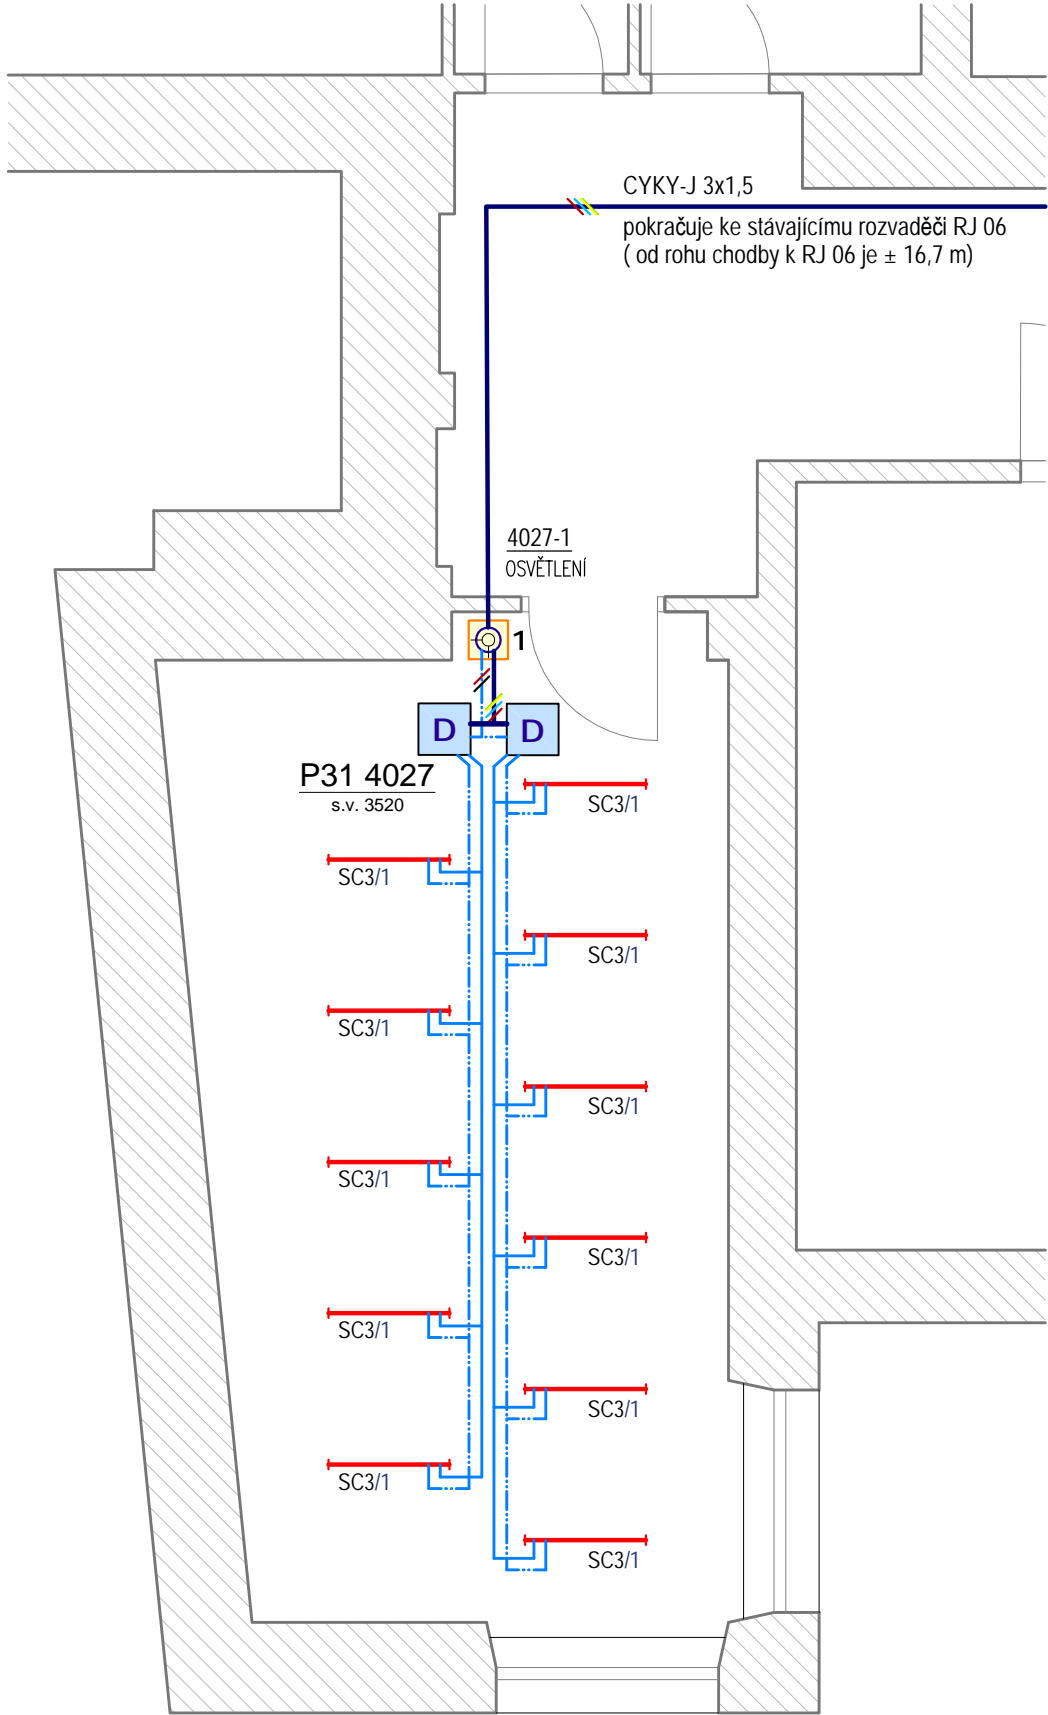 CYKY-J 3x1,5
pokračuje ke stávajícímu rozvaděči RJ 06
( od rohu chodby k RJ 06 je ± 16,7 m)
4027-1
OSVĚTLENÍ
1
D D
P31 4027
s.v. 3520
SC3/1
SC3/1
SC3/1
SC3/1
SC3/1
SC3/1
SC3/1
SC3/1
SC3/1
SC3/1
SC3/1